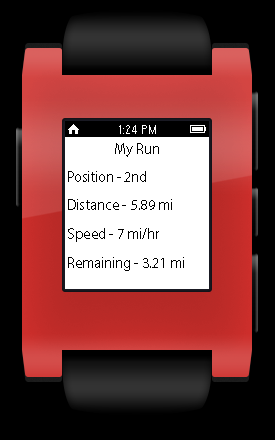 1:24 PM
My Run
Position - 2nd
Distance - 5.89 mi
Speed - 7 mi/hr
Remaining - 3.21 mi